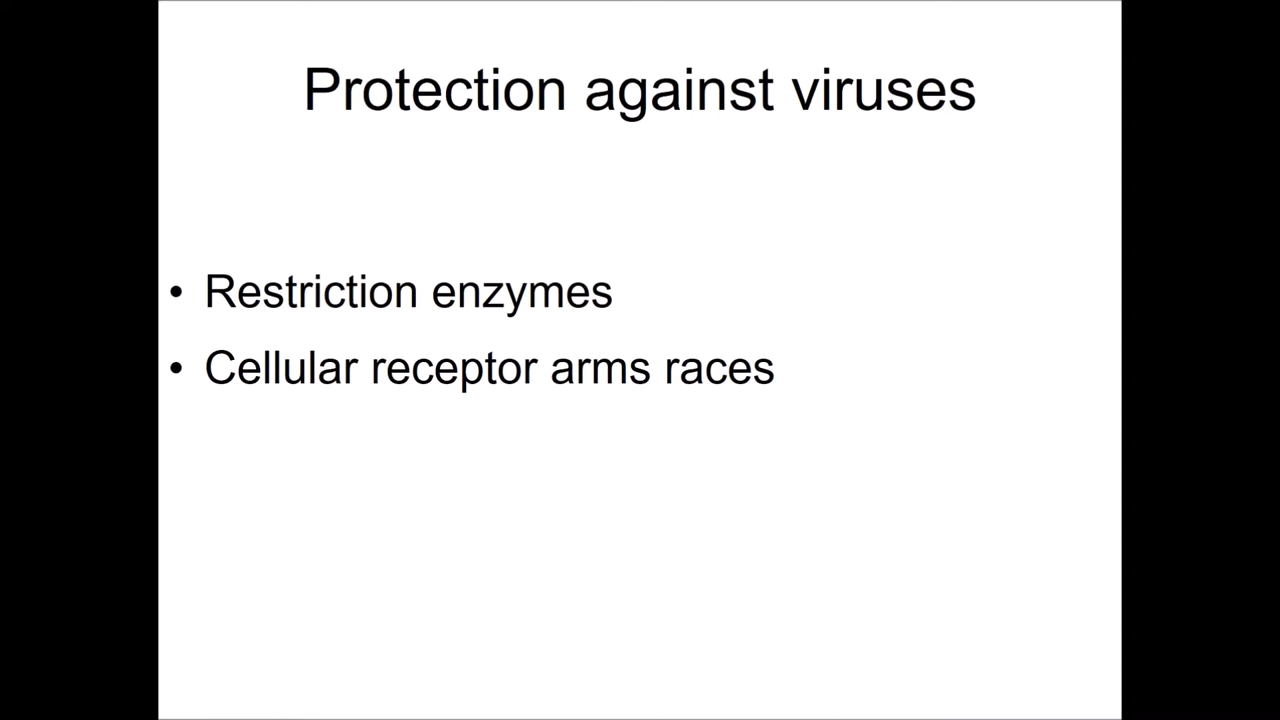 Protection against viruses
• Restriction enzymes
• Cellular receptor arms races